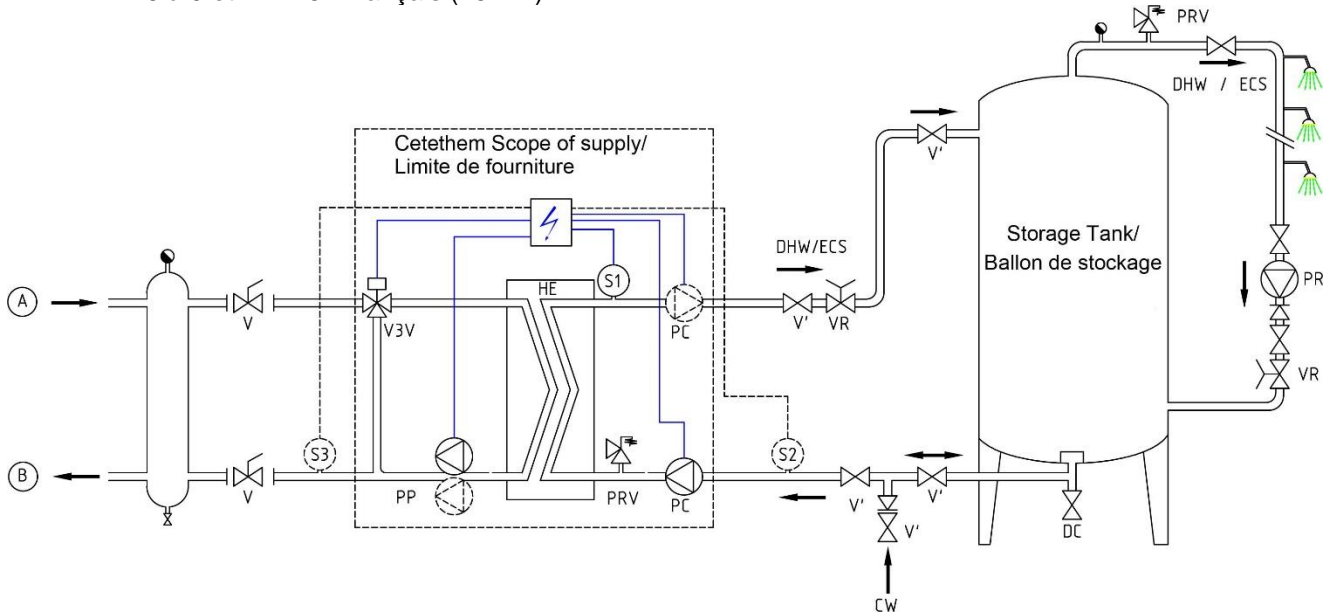 PRV
DHW / ECS
Cetethem Scope of supply/
Limite de fourniture
V'
Storage Tank/
Ballon de stockage
DHW/ECS
S1
HE
PR
A
V
V3V
PC
V'
VR
VR
S3
S2
B
V
PP
PRV
PC
V'
V'
V'
DC
CW